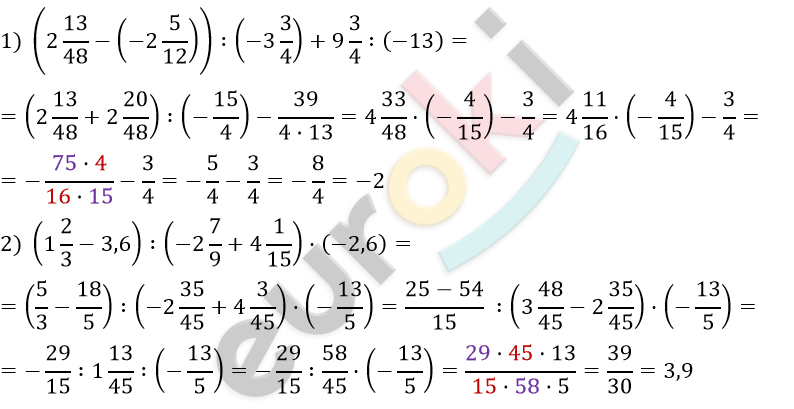 1) (2 13/48 − (−2 5/12)) : (−3 3/4) + 9 3/4 : (−13) =
= (2 13/48 + 2 20/48) : (−15/4) − 39/(4 · 13) = 4 33/48 · (−4/15) − 3/4 = 4 11/16 · (−4/15) − 3/4 =
= − (75 · 4)/(16 · 15) − 3/4 = − 5/4 − 3/4 = − 8/4 = −2
2) (1 2/3 − 3,6) : (−2 7/9 + 4 1/15) · (−2,6) =
= (5/3 − 18/5) : (−2 35/45 + 4 3/45) · (−13/5) = (25 − 54)/15 : (3 48/45 − 2 35/45) · (−13/5) =
= − 29/15 : 1 13/45 : (−13/5) = − 29/15 : 58/45 · (−13/5) = (29 · 45 · 13)/(15 · 58 · 5) = 39/30 = 3,9
euroki